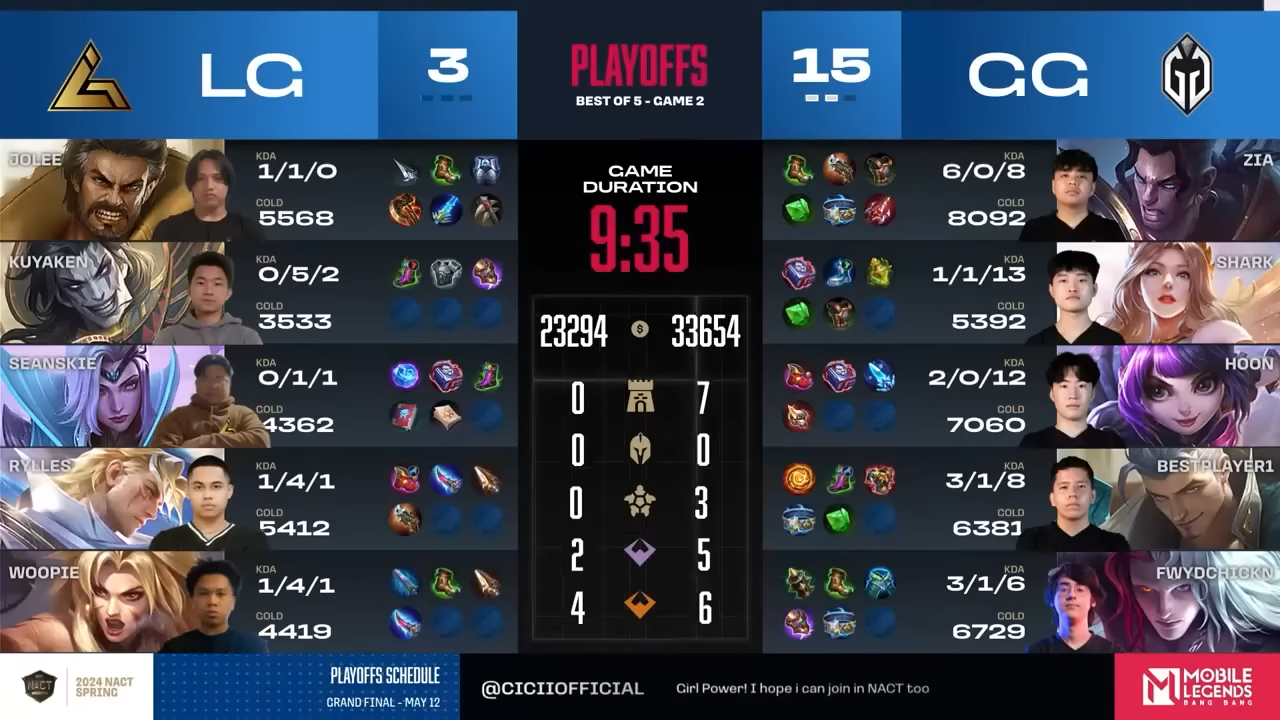 LG
3
PLAYOFFS
BEST OF 5 - GAME 2
15
GG
JOLEE
KDA
1/1/0
GOLD
5568
GAME
DURATION
9:35
KDA
6/0/8
GOLD
8092
ZIA
KUYAKEN
KDA
0/5/2
GOLD
3533
KDA
1/1/13
GOLD
5392
SHARK
23294
33654
SEANSKIE
KDA
0/1/1
GOLD
4362
0
7
KDA
2/0/12
GOLD
7060
HOON
0
0
RYLLES
KDA
1/4/1
GOLD
5412
0
3
KDA
3/1/8
GOLD
6381
BESTPLAYER1
2
5
WOOPIE
KDA
1/4/1
GOLD
4419
4
6
KDA
3/1/6
GOLD
6729
FWYDCHICKN
NACT
2024 NACT
SPRING
PLAYOFFS SCHEDULE
GRAND FINAL - MAY 12
@CICIIOFFICIAL
Girl Power! I hope i can join in NACT too
MOBILE
LEGENDS
BANG BANG